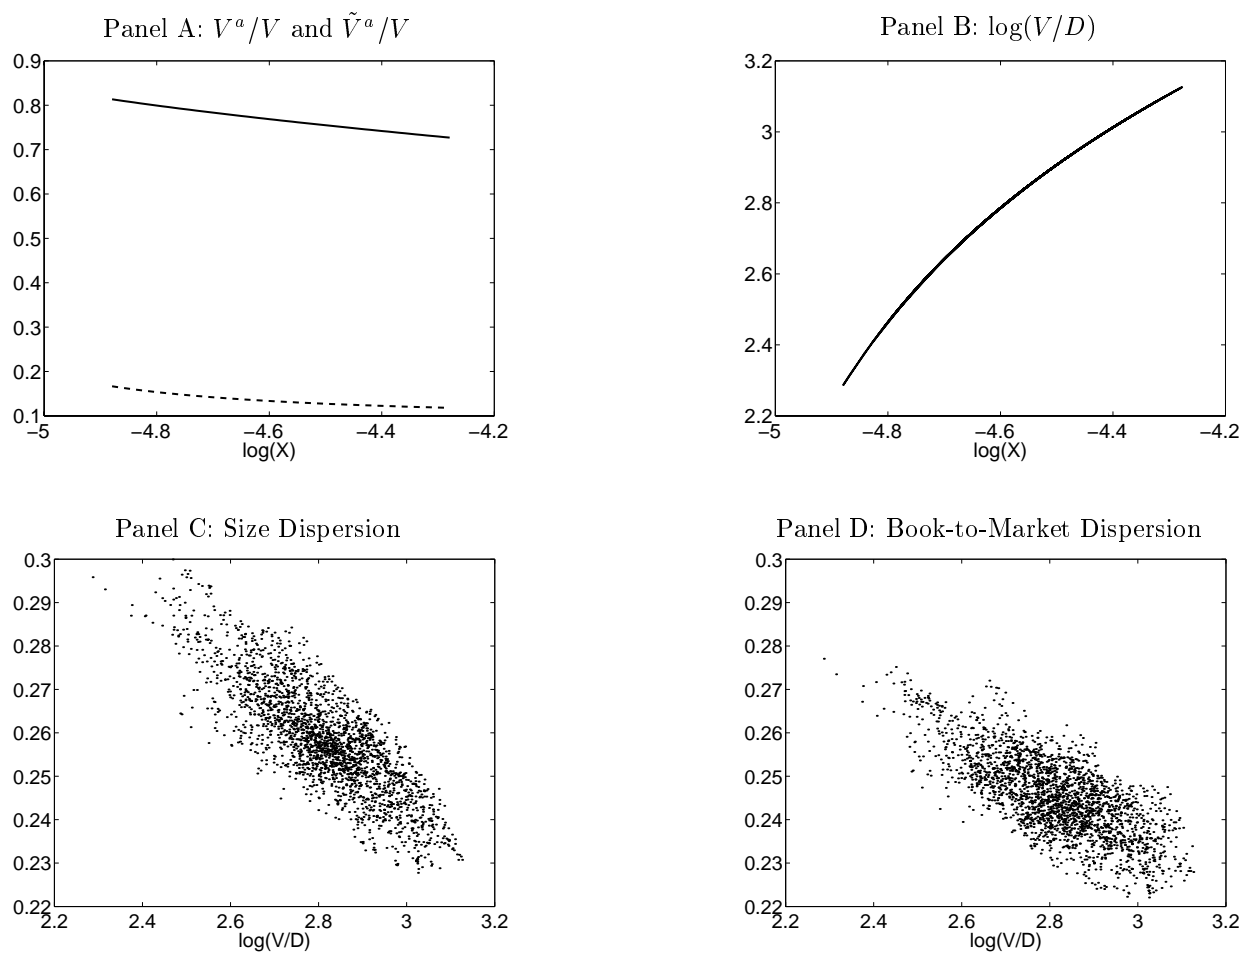 Panel A: V^a/V and Ṽ^a/V
0.9
0.8
0.7
0.6
0.5
0.4
0.3
0.2
0.1
−5 −4.8 −4.6 −4.4 −4.2
log(X)
Panel B: log(V/D)
3.2
3
2.8
2.6
2.4
2.2
−5 −4.8 −4.6 −4.4 −4.2
log(X)
Panel C: Size Dispersion
0.3
0.29
0.28
0.27
0.26
0.25
0.24
0.23
0.22
2.2 2.4 2.6 2.8 3 3.2
log(V/D)
Panel D: Book-to-Market Dispersion
0.3
0.29
0.28
0.27
0.26
0.25
0.24
0.23
0.22
2.2 2.4 2.6 2.8 3 3.2
log(V/D)